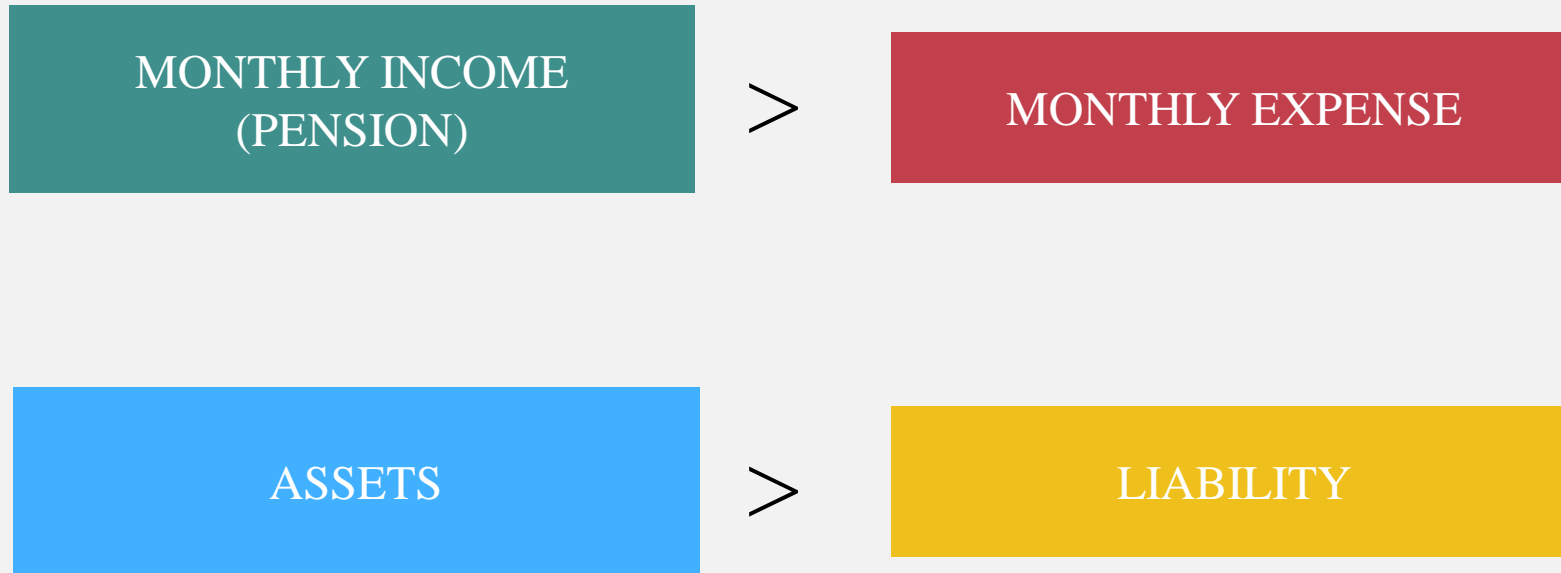 MONTHLY INCOME
(PENSION)
>
MONTHLY EXPENSE
ASSETS
>
LIABILITY